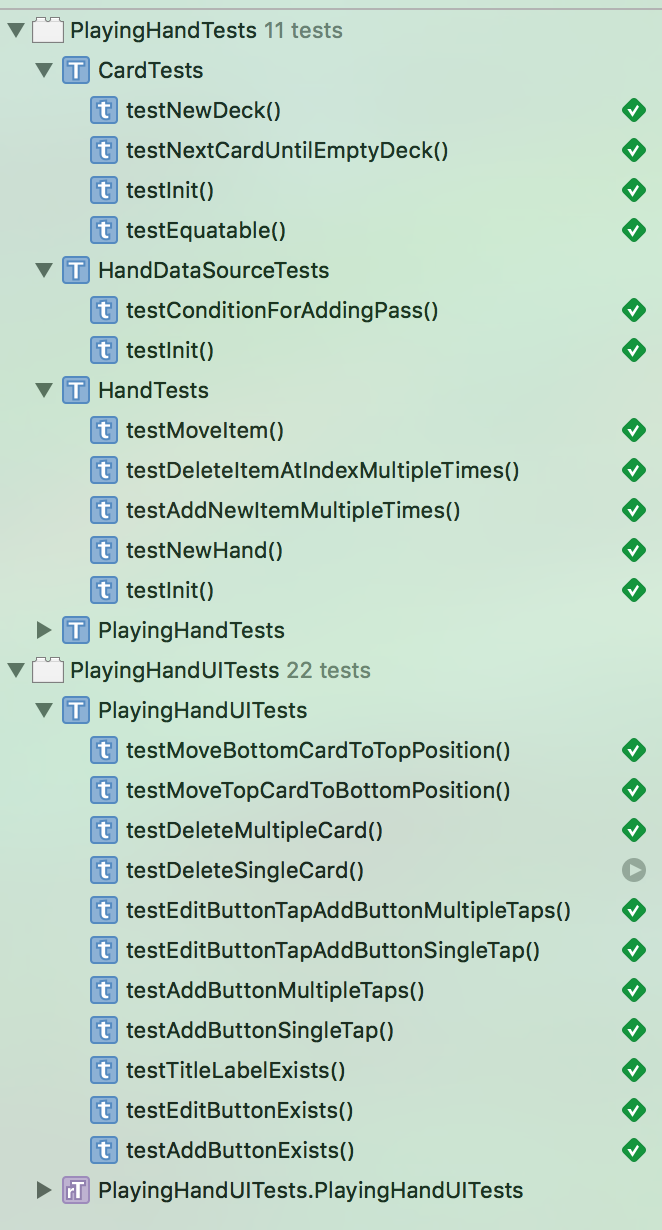 PlayingHandTests 11 tests
T CardTests
t testNewDeck()
t testNextCardUntilEmptyDeck()
t testInit()
t testEquatable()
T HandDataSourceTests
t testConditionForAddingPass()
t testInit()
T HandTests
t testMoveItem()
t testDeleteItemAtIndexMultipleTimes()
t testAddNewItemMultipleTimes()
t testNewHand()
t testInit()
T PlayingHandTests
PlayingHandUITests 22 tests
T PlayingHandUITests
t testMoveBottomCardToTopPosition()
t testMoveTopCardToBottomPosition()
t testDeleteMultipleCard()
t testDeleteSingleCard()
t testEditButtonTapAddButtonMultipleTaps()
t testEditButtonTapAddButtonSingleTap()
t testAddButtonMultipleTaps()
t testAddButtonSingleTap()
t testTitleLabelExists()
t testEditButtonExists()
t testAddButtonExists()
rT PlayingHandUITests.PlayingHandUITests